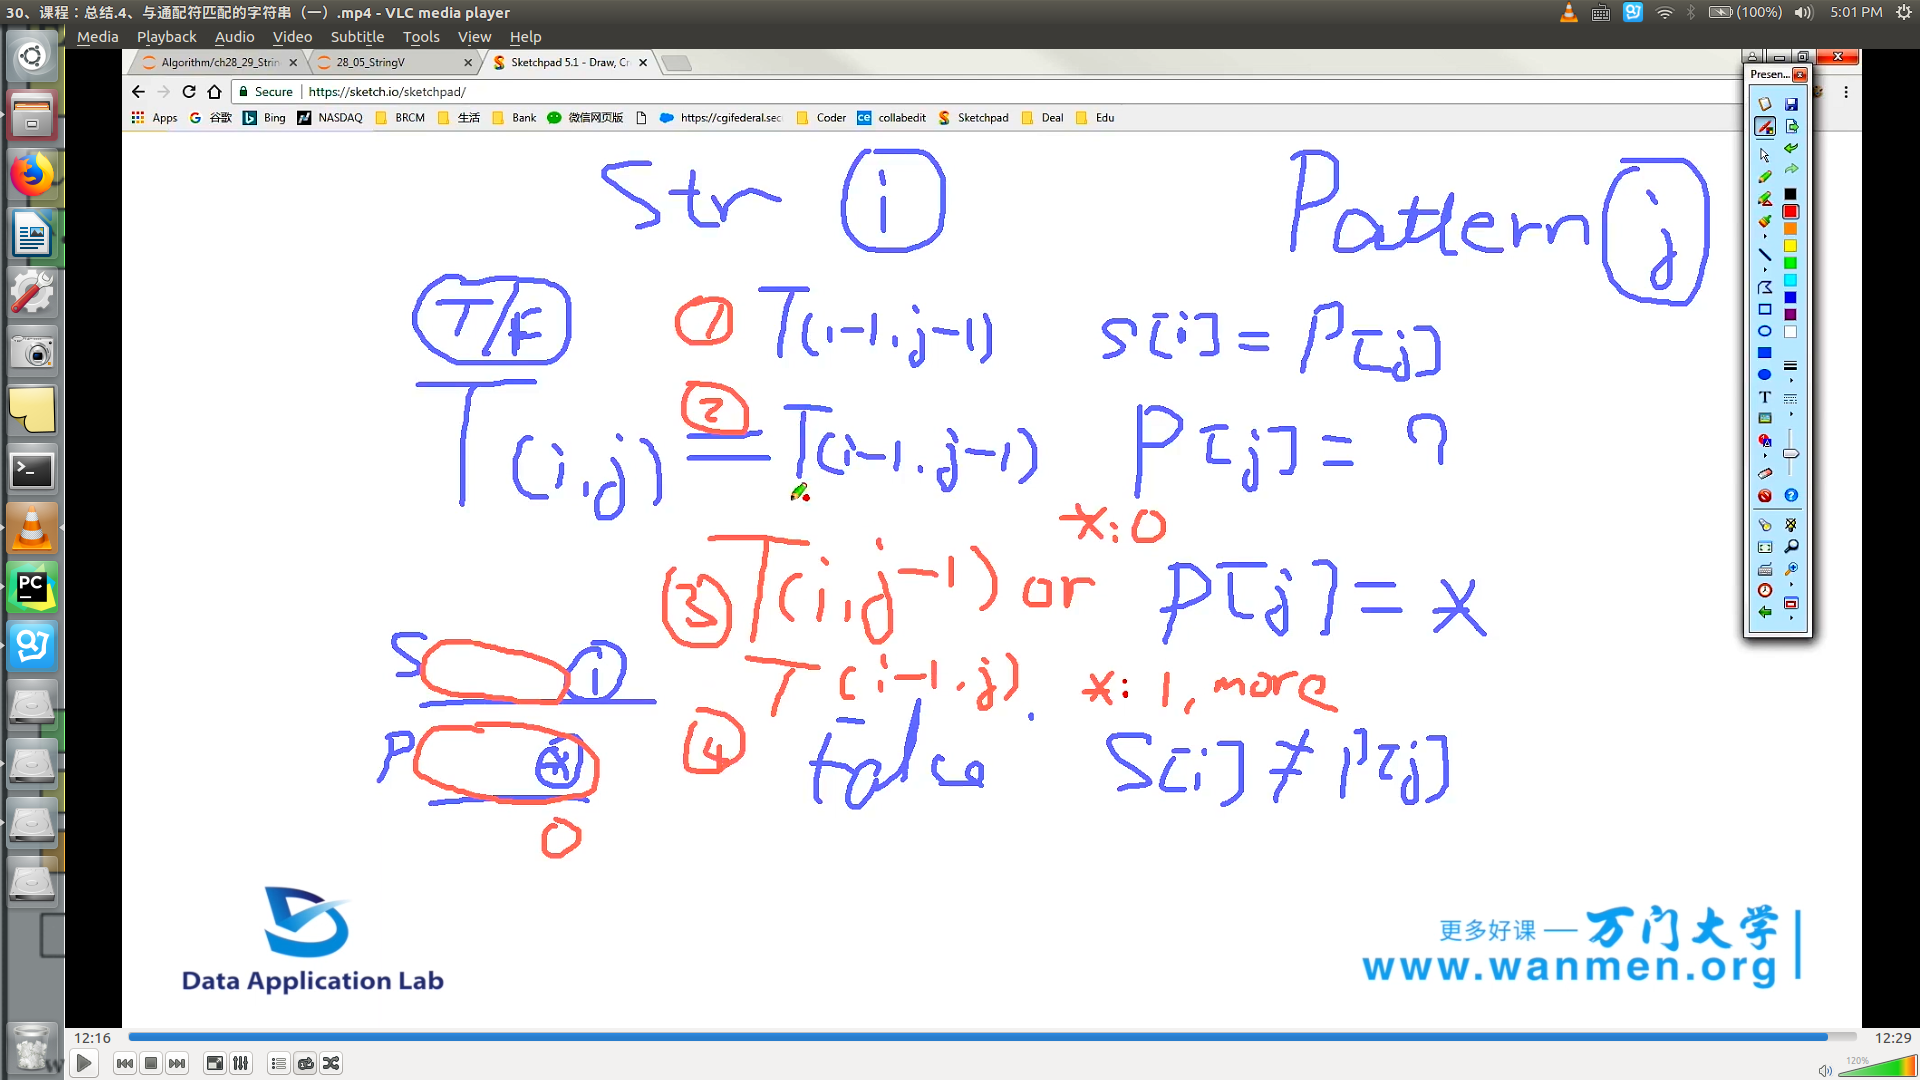 30、课程：总结.4、与通配符匹配的字符串（一）.mp4 - VLC media player
(100%) 5:01 PM
Media Playback Audio Video Subtitle Tools View Help
Algorithm/ch28_29_Strin 28_05_StringV Sketchpad 5.1 - Draw, Cr
Presen...
Secure https://sketch.io/sketchpad/
Apps 谷歌 Bing NASDAQ BRCM 生活 Bank 微信网页版 https://cgifederal.sec Coder collabedit Sketchpad Deal Edu
Str i Pattern j
T/F ① T(i-1,j-1) S[i] = P[j]
② T(i,j) = T(i-1,j-1) P[j] = ?
*: 0
③ T(i,j-1) or P[j] = *
S i T(i-1,j) *: 1, more
P * ④ false S[i] ≠ P[j]
0
Data Application Lab
更多好课 — 万门大学
www.wanmen.org
12:16 12:29
120%